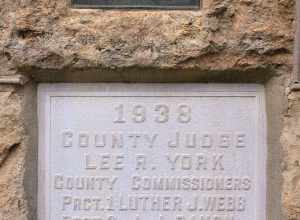 1938
COUNTY JUDGE
LEE R. YORK
COUNTY COMMISSIONERS
PRCT. 1 LUTHER J. WEBB